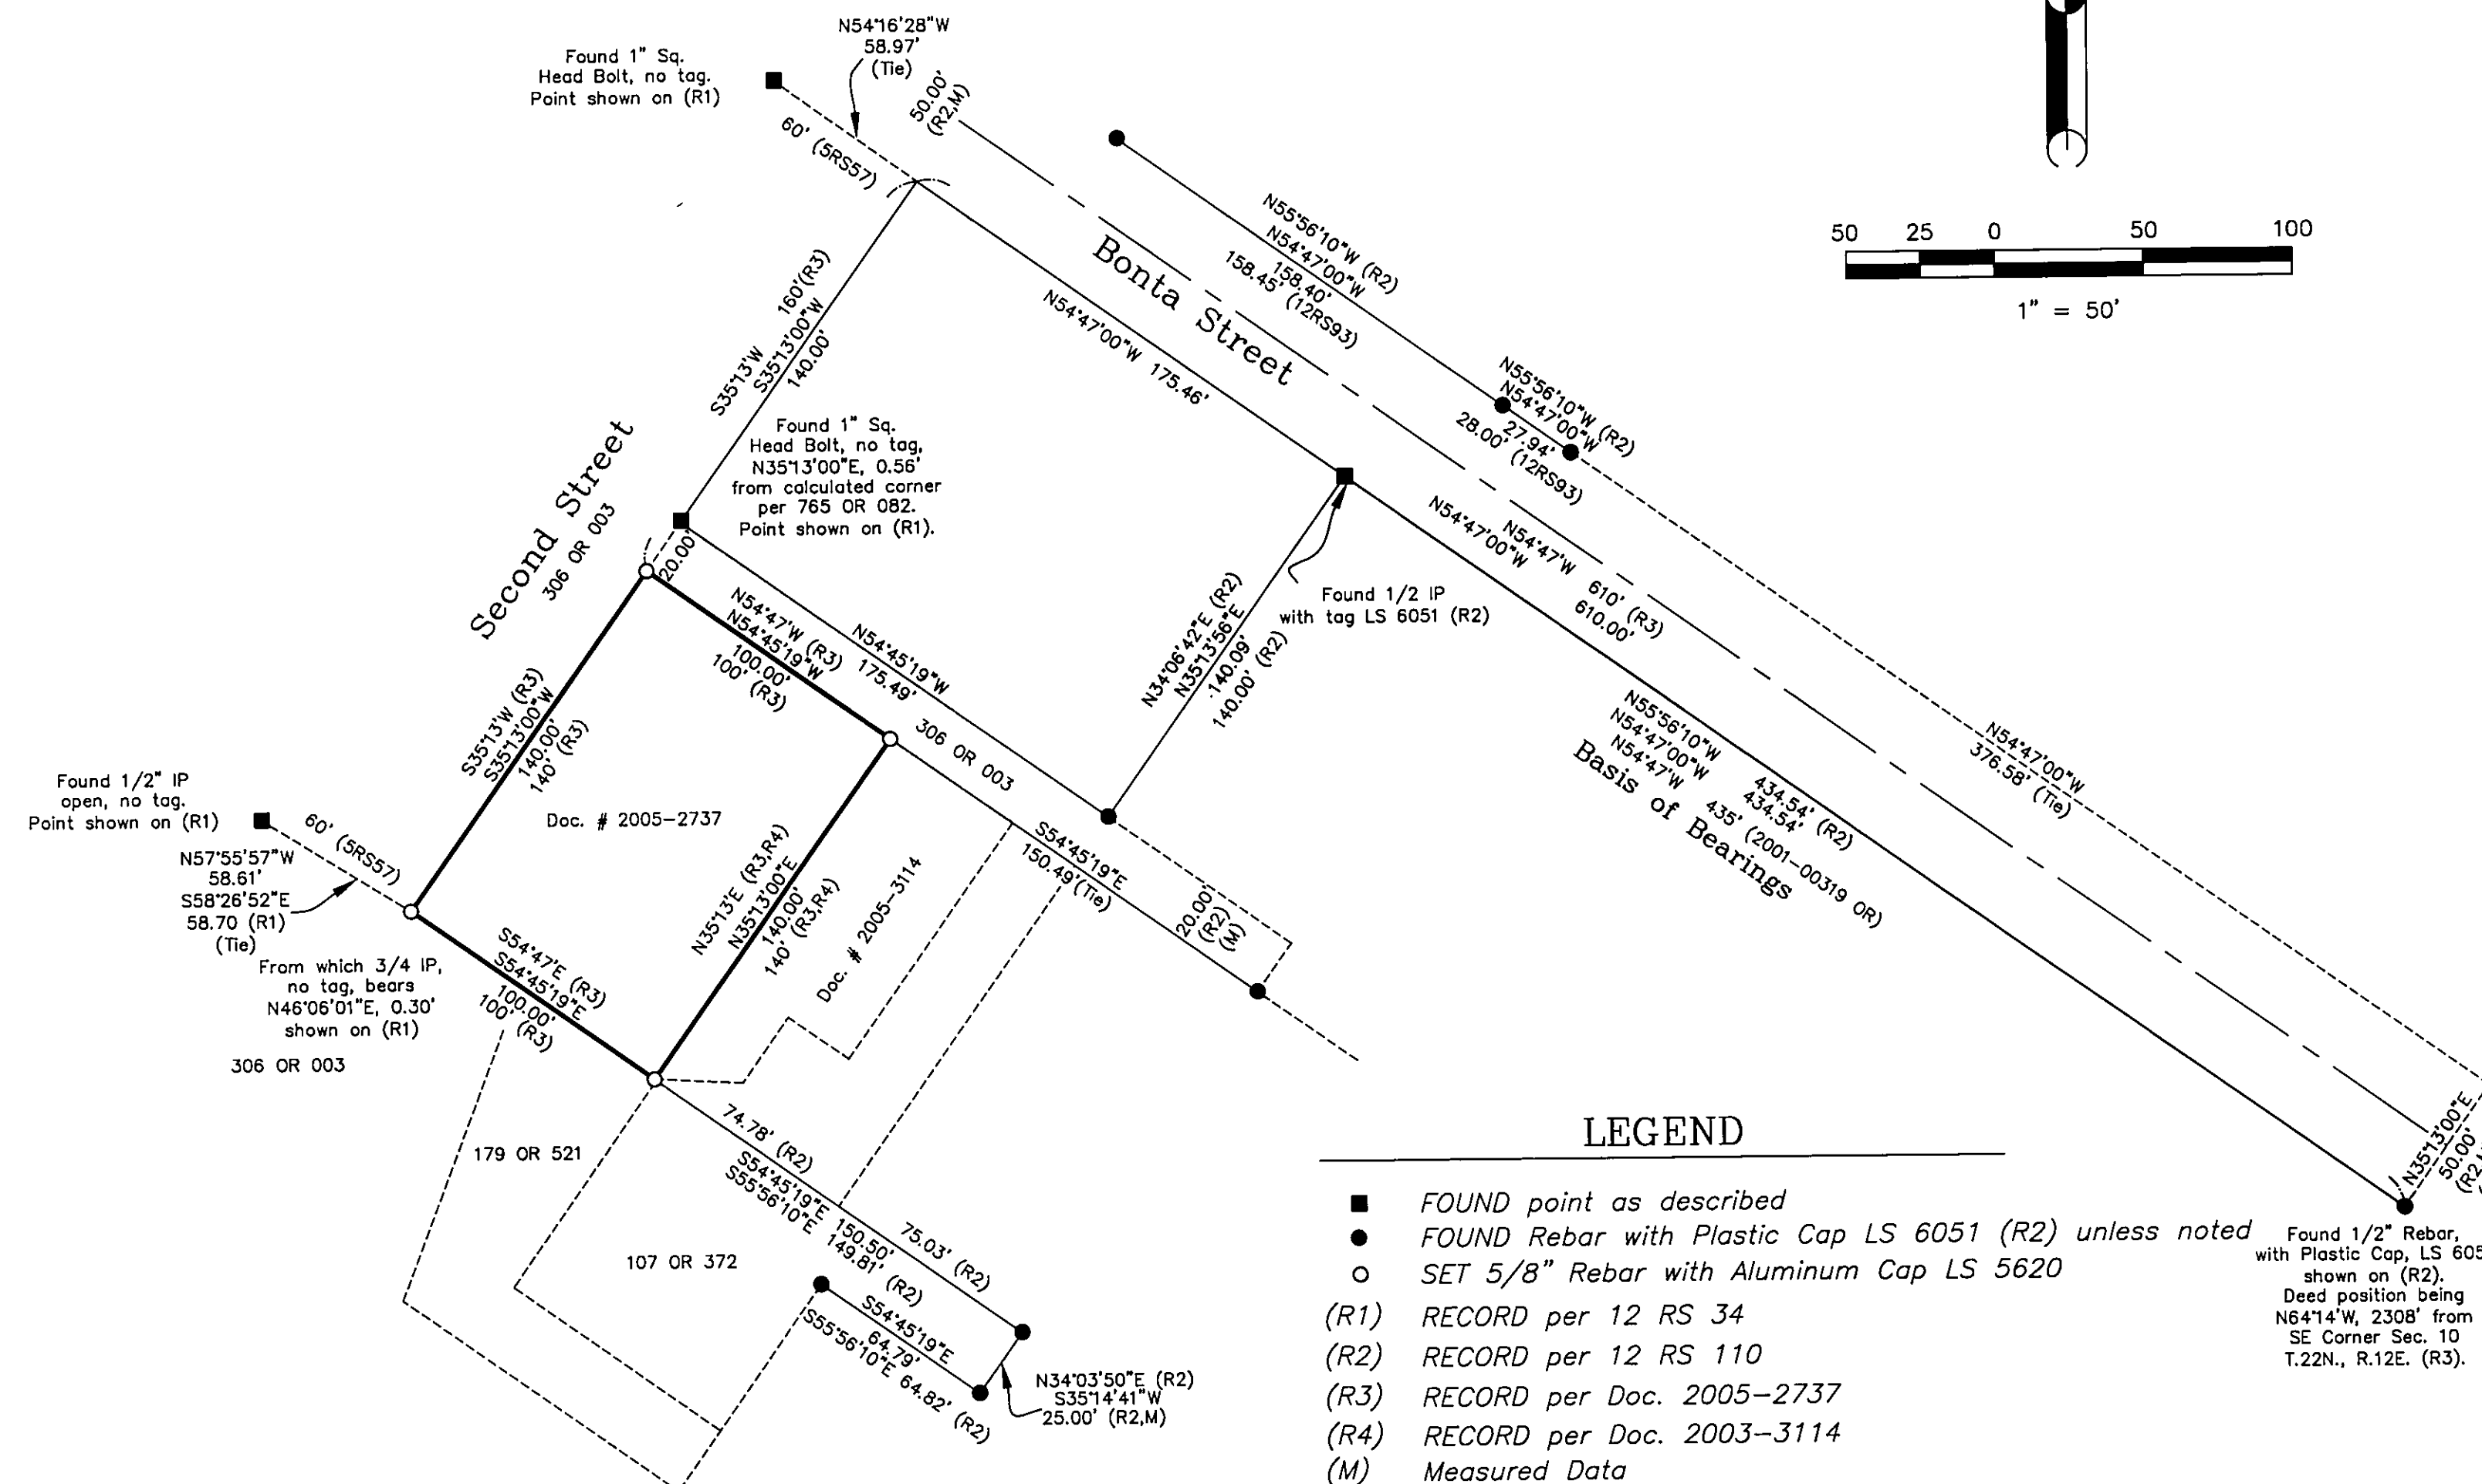 N54°16'28"W
58.97'
(Tie)
Found 1" Sq.
Head Bolt, no tag.
Point shown on (R1)
60' (5RS57)
50.00'
(R2,M)
N55°56'10"W (R2)
N54°47'00"W
158.40'
158.45' (12RS93)
50 25 0 50 100
1" = 50'
Bonta Street
N54°47'00"W 175.46'
S35°13'W 160'(R3)
S35°13'00"W
140.00'
N55°56'10"W (R2)
N54°47'00"W
27.94'
28.00' (12RS93)
Found 1" Sq.
Head Bolt, no tag,
N35°13'00"E, 0.56'
from calculated corner
per 765 OR 082.
Point shown on (R1).
Second Street
306 OR 003
20.00'
N54°47'W (R3)
N54°45'19"W
100.00'
100' (R3)
N54°45'19"W
175.49'
N34°06'42"E (R2)
N35°13'56"E
140.09'
140.00' (R2)
Found 1/2 IP
with tag LS 6051 (R2)
N54°47'W 610' (R3)
N54°47'00"W 610.00'
N55°56'10"W 434.54' (R2)
N54°47'00"W 434.54'
N54°47'W 435' (2001-00319 OR)
Basis of Bearings
N54°47'00"W
376.58' (Tie)
S35°13'W (R3)
S35°13'00"W
140.00'
140' (R3)
306 OR 003
Found 1/2" IP
open, no tag.
Point shown on (R1)
60' (5RS57)
N57°55'57"W
58.61'
S58°26'52"E
58.70 (R1)
(Tie)
From which 3/4 IP,
no tag, bears
N46°06'01"E, 0.30'
shown on (R1)
306 OR 003
Doc. # 2005-2737
N35°13'E (R3,R4)
N35°13'00"E
140.00'
140' (R3,R4)
Doc. # 2005-3114
S54°45'19"E
150.49'(Tie)
20.00'
(R2)
(M)
S54°47'E (R3)
S54°45'19"E
100.00'
100' (R3)
179 OR 521
107 OR 372
74.78' (R2)
S54°45'19"E 150.50'
S55°56'10"E 149.81' (R2)
75.03' (R2)
S54°45'19"E
64.79'
S55°56'10"E 64.82' (R2)
N34°03'50"E (R2)
S35°14'41"W
25.00' (R2,M)
N35°13'00"E
50.00'
LEGEND
FOUND point as described
FOUND Rebar with Plastic Cap LS 6051 (R2) unless noted
SET 5/8" Rebar with Aluminum Cap LS 5620
(R1) RECORD per 12 RS 34
(R2) RECORD per 12 RS 110
(R3) RECORD per Doc. 2005-2737
(R4) RECORD per Doc. 2003-3114
(M) Measured Data
Found 1/2" Rebar,
with Plastic Cap, LS 605
shown on (R2).
Deed position being
N64°14'W, 2308' from
SE Corner Sec. 10
T.22N., R.12E. (R3).